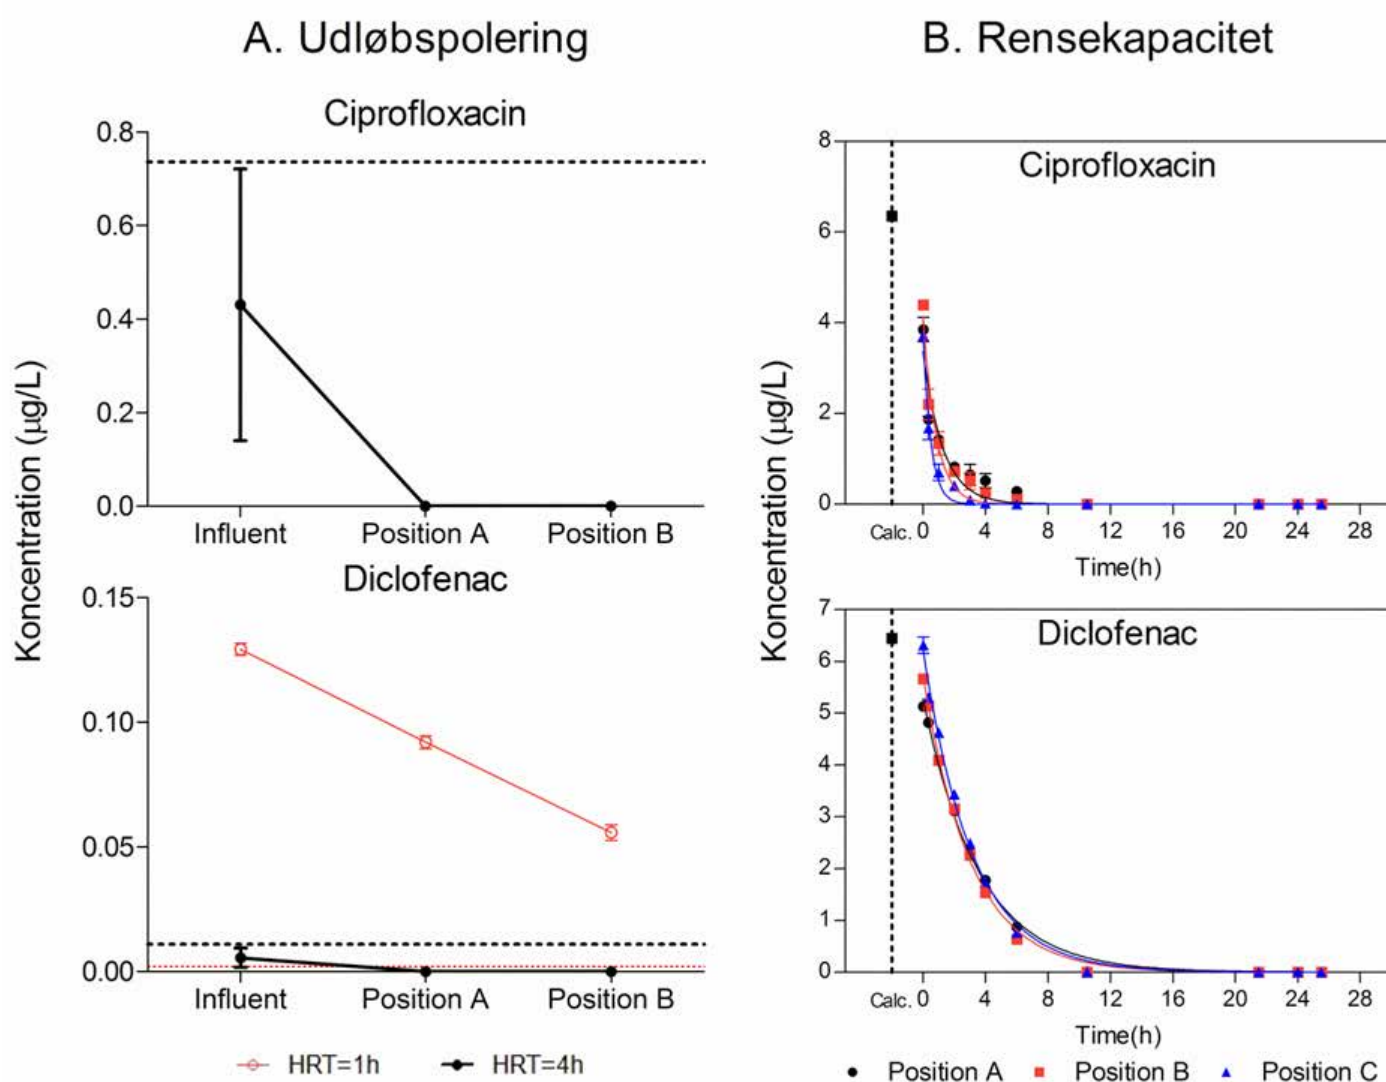 A. Udløbspolering
B. Rensekapacitet
Koncentration (µg/L)
Ciprofloxacin
0.8
0.6
0.4
0.2
0.0
Influent Position A Position B
Diclofenac
0.15
0.10
0.05
0.00
Influent Position A Position B
HRT=1h HRT=4h
Koncentration (µg/L)
Ciprofloxacin
8
6
4
2
0
Calc. 0 4 8 12 16 20 24 28
Time(h)
Diclofenac
7
6
5
4
3
2
1
0
Calc. 0 4 8 12 16 20 24 28
Time(h)
Position A Position B Position C